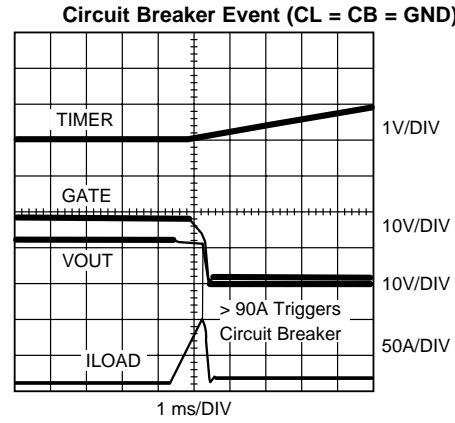 Circuit Breaker Event (CL = CB = GND)
TIMER
1V/DIV
GATE
10V/DIV
VOUT
10V/DIV
> 90A Triggers
Circuit Breaker
50A/DIV
ILOAD
1 ms/DIV